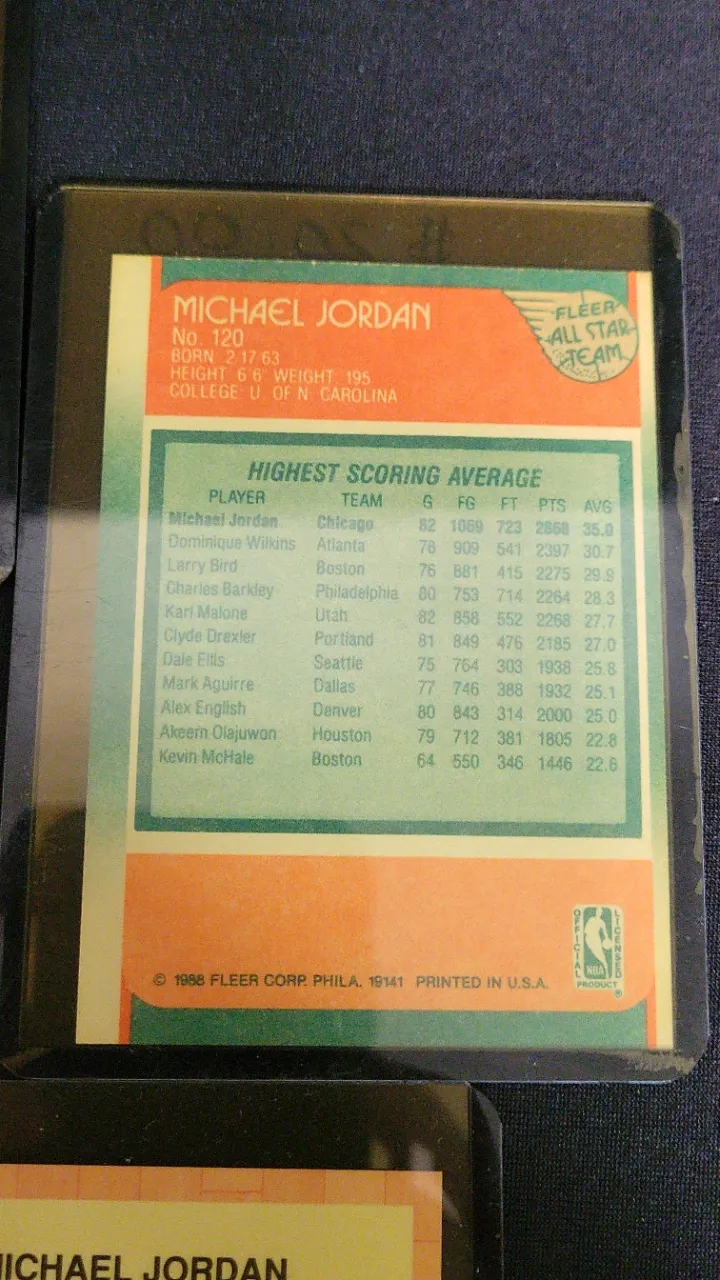 $ 20.00
MICHAEL JORDAN
No. 120
BORN 2·17·63
HEIGHT 6'6" WEIGHT 195
COLLEGE U. OF N. CAROLINA
FLEER
ALL STAR
TEAM
HIGHEST SCORING AVERAGE
PLAYER TEAM G FG FT PTS AVG
Michael Jordan Chicago 82 1069 723 2868 35.0
Dominique Wilkins Atlanta 78 909 541 2397 30.7
Larry Bird Boston 76 881 415 2275 29.9
Charles Barkley Philadelphia 80 753 714 2264 28.3
Karl Malone Utah 82 858 552 2268 27.7
Clyde Drexler Portland 81 849 476 2185 27.0
Dale Ellis Seattle 75 764 303 1938 25.8
Mark Aguirre Dallas 77 746 388 1932 25.1
Alex English Denver 80 843 314 2000 25.0
Akeem Olajuwon Houston 79 712 381 1805 22.8
Kevin McHale Boston 64 550 346 1446 22.6
OFFICIAL LICENSED
NBA
PRODUCT ®
© 1988 FLEER CORP. PHILA. 19141 PRINTED IN U.S.A.
MICHAEL JORDAN